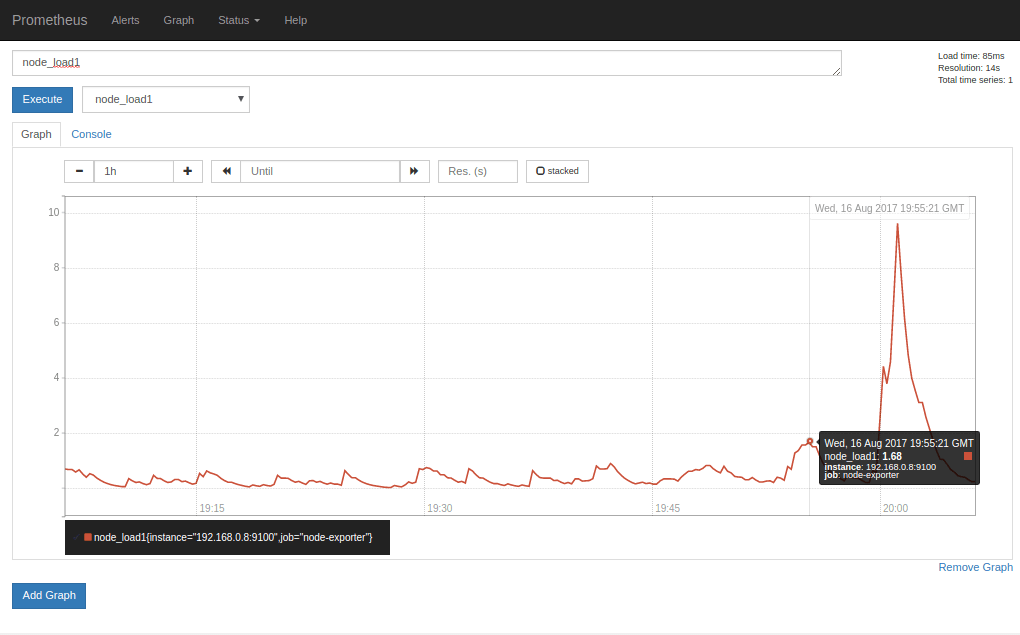 Prometheus Alerts Graph Status Help
node_load1
Load time: 85ms
Resolution: 14s
Total time series: 1
Execute node_load1
Graph Console
1h Until Res. (s) stacked
Wed, 16 Aug 2017 19:55:21 GMT
10
8
6
4
2
Wed, 16 Aug 2017 19:55:21 GMT
node_load1: 1.68
instance: 192.168.0.8:9100
job: node-exporter
19:15 19:30 19:45 20:00
node_load1{instance="192.168.0.8:9100",job="node-exporter"}
Remove Graph
Add Graph